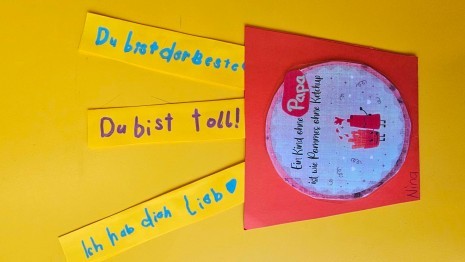 Du bist der Beste
Du bist toll!
Ich hab dich lieb
Ein Kind ohne Papa
ist wie Pommes ohne Ketchup
Nina